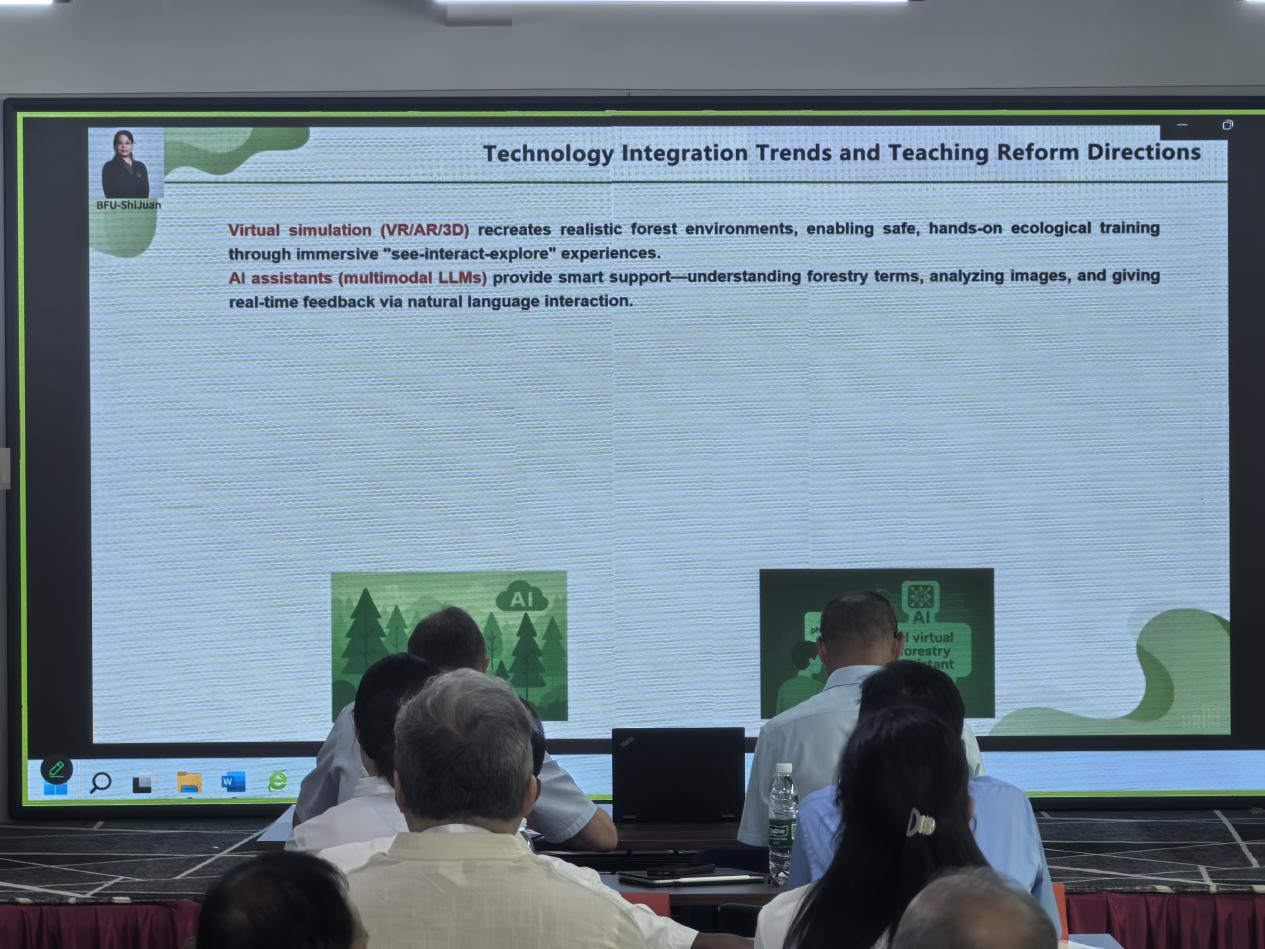 Technology Integration Trends and Teaching Reform Directions
BFU-ShiJuan
Virtual simulation (VR/AR/3D) recreates realistic forest environments, enabling safe, hands-on ecological training
through immersive "see-interact-explore" experiences.
AI assistants (multimodal LLMs) provide smart support—understanding forestry terms, analyzing images, and giving
real-time feedback via natural language interaction.
AI
AI
virtual
W
ThinkPad